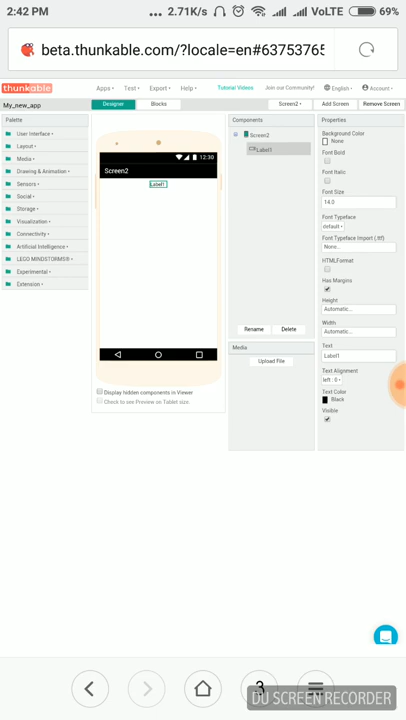 2:42 PM ... 2.71K/s VoLTE 69%
beta.thunkable.com/?locale=en#63753765
thunkable Apps Test Export Help Tutorial Videos Join our Community! English Account
My_new_app Designer Blocks Screen2 Add Screen Remove Screen
Palette
User Interface
Layout
Media
Drawing & Animation
Sensors
Social
Storage
Visualization
Connectivity
Artificial Intelligence
LEGO MINDSTORMS®
Experimental
Extension
12:30
Screen2
Label1
Display hidden components in Viewer
Check to see Preview on Tablet size.
Components
Screen2
Label1
Rename Delete
Media
Upload File
Properties
Background Color
None
Font Bold
Font Italic
Font Size
14.0
Font Typeface
default
Font Typeface Import (.ttf)
None...
HTMLFormat
Has Margins
Height
Automatic...
Width
Automatic...
Text
Label1
Text Alignment
left : 0
Text Color
Black
Visible
3
DU SCREEN RECORDER